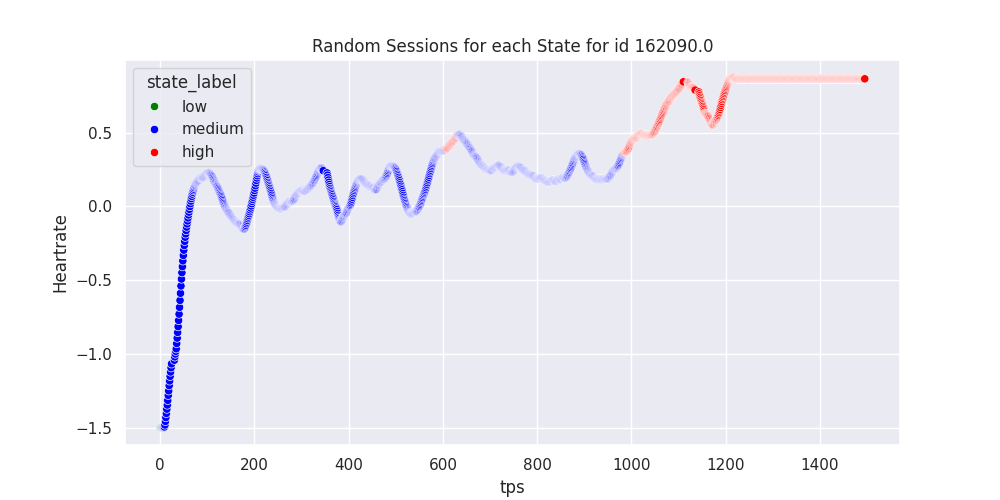 Random Sessions for each State for id 162090.0
state_label
low
medium
high
Heartrate
0.5
0.0
−0.5
−1.0
−1.5
0 200 400 600 800 1000 1200 1400
tps